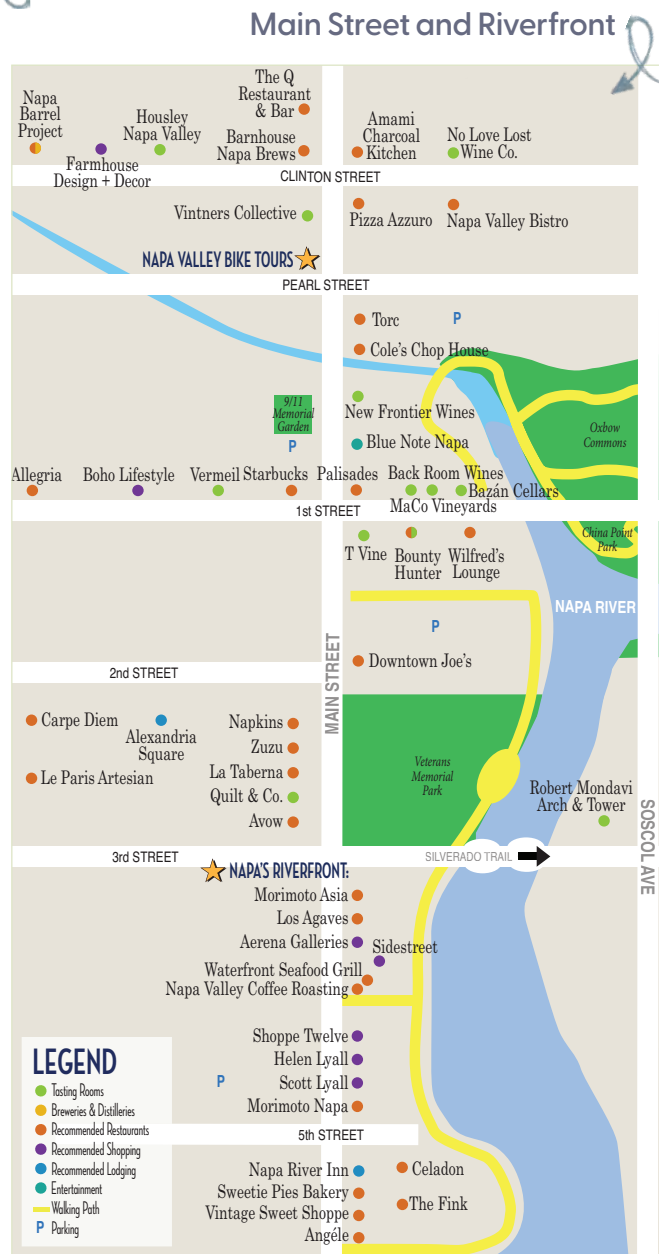 Main Street and Riverfront
The Q
Restaurant
& Bar
Napa
Barrel
Project
Housley
Napa Valley
Barnhouse
Napa Brews
Farmhouse
Design + Decor
Amami
Charcoal
Kitchen
No Love Lost
Wine Co.
CLINTON STREET
Vintners Collective
Pizza Azzuro
Napa Valley Bistro
NAPA VALLEY BIKE TOURS
PEARL STREET
Torc
P
Cole's Chop House
9/11
Memorial
Garden
P
New Frontier Wines
Blue Note Napa
Oxbow
Commons
Allegria
Boho Lifestyle
Vermeil
Starbucks
Palisades
Back Room Wines
Bazán Cellars
MaCo Vineyards
1st STREET
T Vine
Bounty
Hunter
Wilfred's
Lounge
China Point
Park
NAPA RIVER
P
MAIN STREET
Downtown Joe's
2nd STREET
Carpe Diem
Alexandria
Square
Le Paris Artesian
Napkins
Zuzu
La Taberna
Quilt & Co.
Avow
Veterans
Memorial
Park
Robert Mondavi
Arch & Tower
SOSCOL AVE
3rd STREET
SILVERADO TRAIL
NAPA'S RIVERFRONT:
Morimoto Asia
Los Agaves
Aerena Galleries
Sidestreet
Waterfront Seafood Grill
Napa Valley Coffee Roasting
Shoppe Twelve
Helen Lyall
P
Scott Lyall
Morimoto Napa
5th STREET
Napa River Inn
Celadon
Sweetie Pies Bakery
The Fink
Vintage Sweet Shoppe
Angéle
LEGEND
Tasting Rooms
Breweries & Distilleries
Recommended Restaurants
Recommended Shopping
Recommended Lodging
Entertainment
Walking Path
P Parking